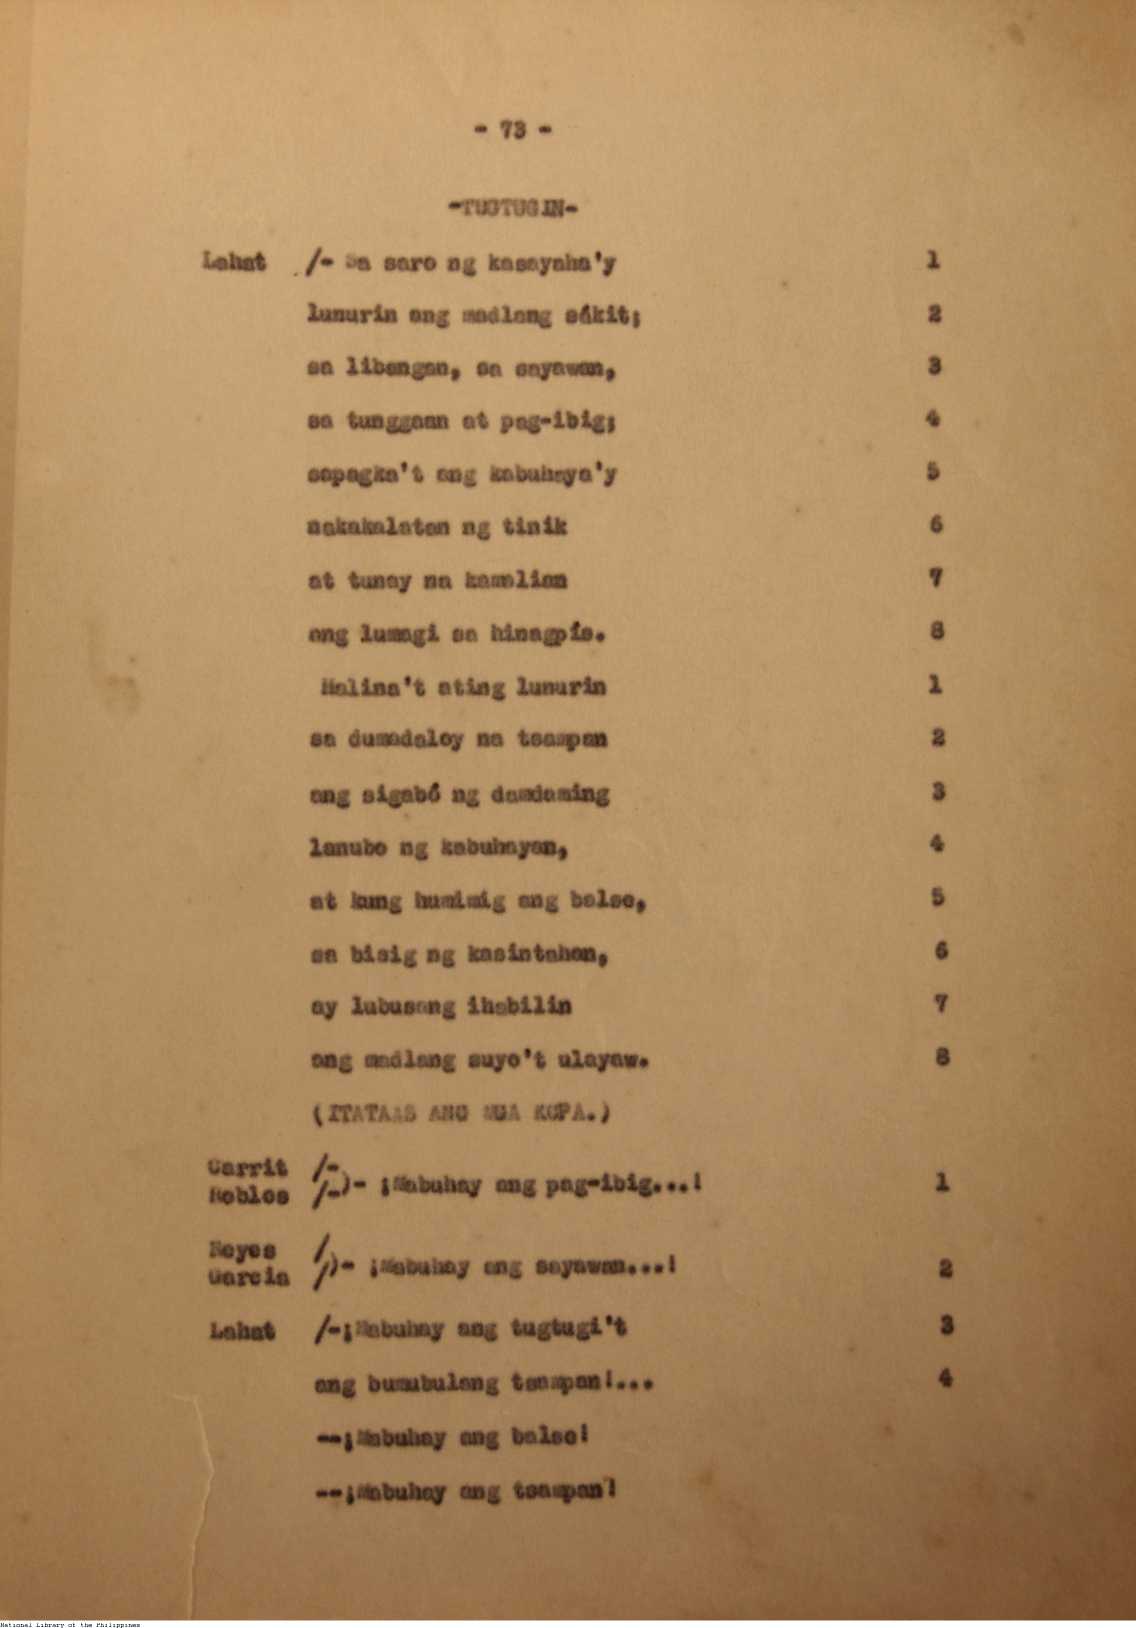 - 73 -
-TUGTUGIN-
Lahat /- Sa saro ng kasayaha'y 1
lunurin ang madlang sákit; 2
sa libangan, sa sayawan, 3
sa tunggaan at pag-ibig; 4
sapagka't ang kabuhaya'y 5
nakakalatan ng tinik 6
at tunay na kamalian 7
ang lumagi sa hinagpís. 8
Halina't ating lunurin 1
sa dumadaloy na tsampan 2
ang sigabó ng damdaming 3
lanubo ng kabuhayan, 4
at kung humimig ang balse, 5
sa bisig ng kasintahan, 6
ay lubusang ihabilin 7
ang madlang suyo't ulayaw. 8
(ITATAAS ANG MGA KOPA.)
Garrit /-
Robles /-)- ¡Mabuhay ang pag-ibig...! 1
Reyes /
Garcia /)- ¡Mabuhay ang sayawan...! 2
Lahat /-¡Mabuhay ang tugtugi't 3
ang bumubulang tsampan!... 4
--¡Mabuhay ang balse!
--¡Mabuhay ang tsampan!
National Library of the Philippines